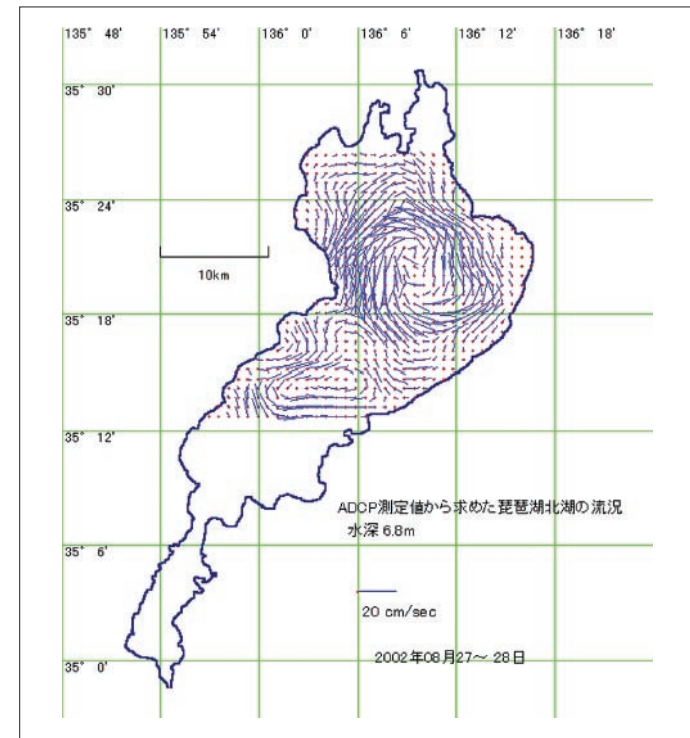 135° 48' 135° 54' 136° 0' 136° 6' 136° 12' 136° 18'
35° 30'
35° 24'
10km
35° 18'
35° 12'
ADCP測定値から求めた琵琶湖北湖の流況
水深 6.8m
35° 6'
20 cm/sec
2002年08月27～28日
35° 0'